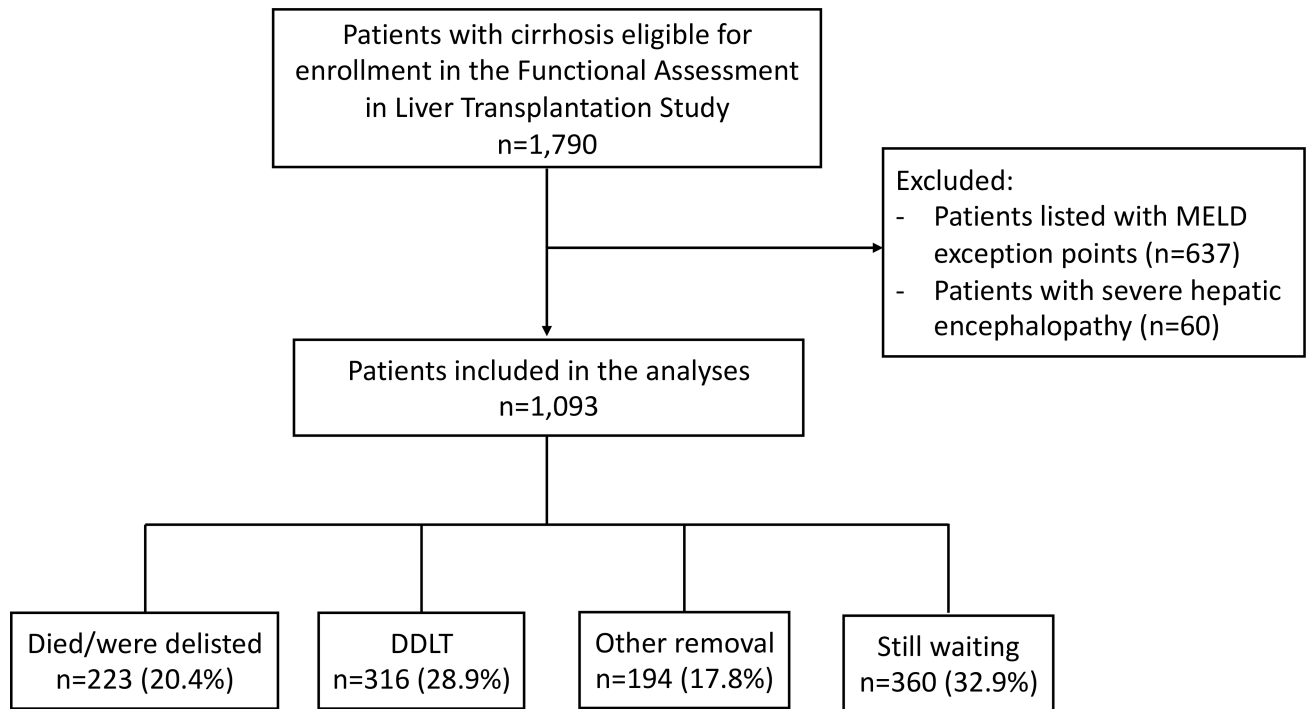 Patients with cirrhosis eligible for
enrollment in the Functional Assessment
in Liver Transplantation Study
n=1,790
Excluded:
- Patients listed with MELD
exception points (n=637)
- Patients with severe hepatic
encephalopathy (n=60)
Patients included in the analyses
n=1,093
Died/were delisted
n=223 (20.4%)
DDLT
n=316 (28.9%)
Other removal
n=194 (17.8%)
Still waiting
n=360 (32.9%)